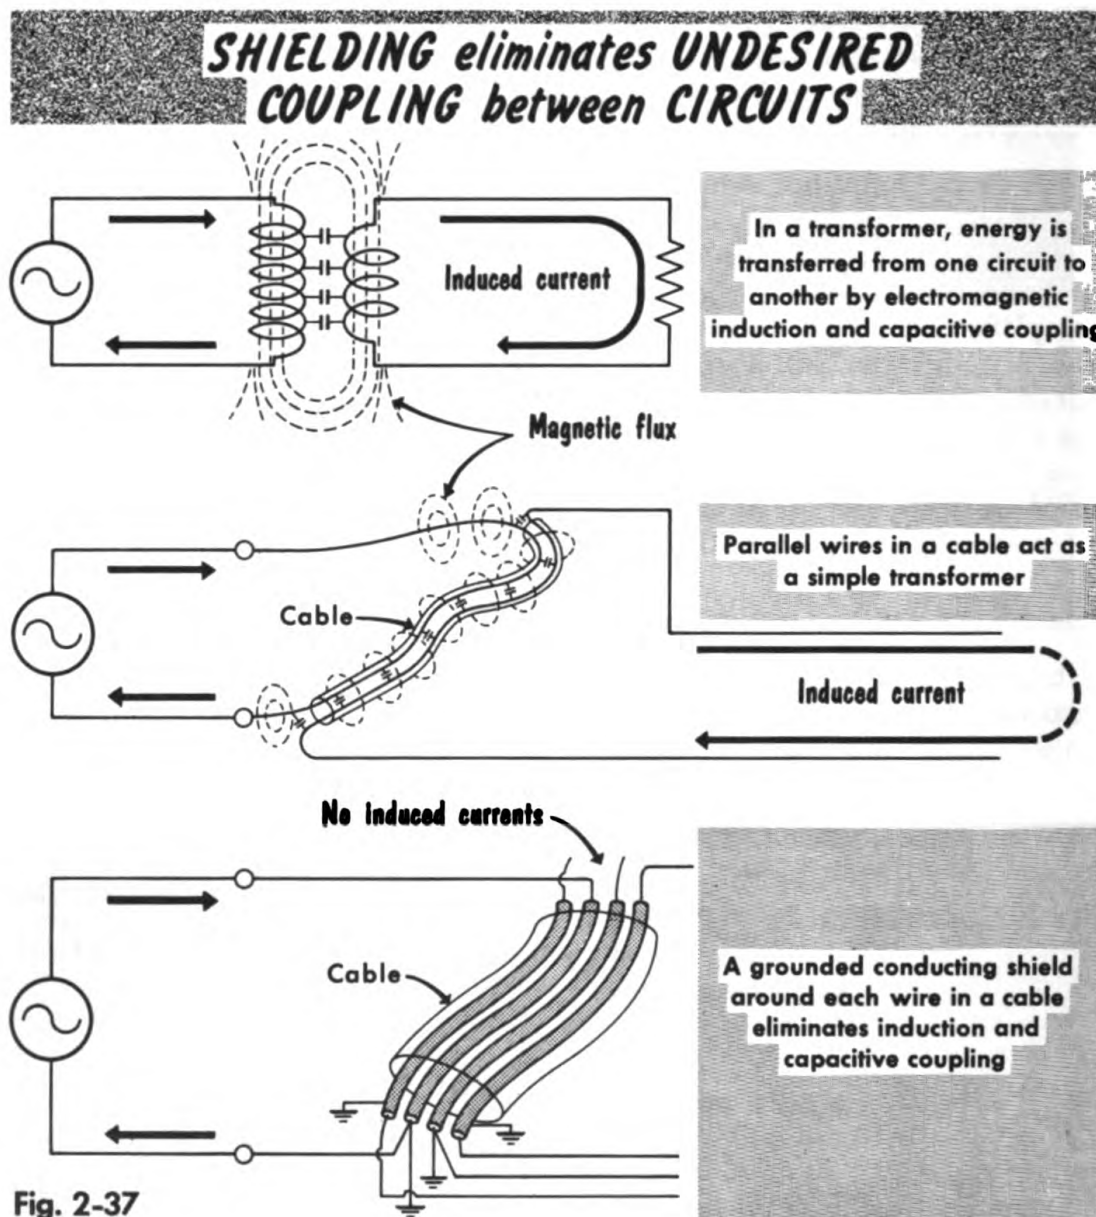 SHIELDING eliminates UNDESIRED
COUPLING between CIRCUITS
In a transformer, energy is
transferred from one circuit to
another by electromagnetic
induction and capacitive coupling
Induced current
Magnetic flux
Parallel wires in a cable act as
a simple transformer
Cable
Induced current
No induced currents
Cable
A grounded conducting shield
around each wire in a cable
eliminates induction and
capacitive coupling
Fig. 2-37